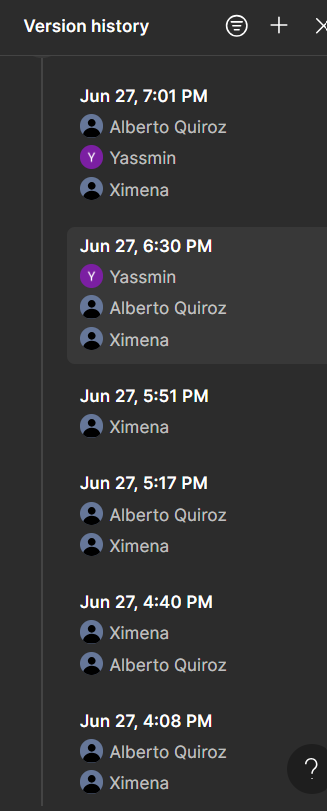 Version history
Jun 27, 7:01 PM
Alberto Quiroz
Y Yassmin
Ximena
Jun 27, 6:30 PM
Y Yassmin
Alberto Quiroz
Ximena
Jun 27, 5:51 PM
Ximena
Jun 27, 5:17 PM
Alberto Quiroz
Ximena
Jun 27, 4:40 PM
Ximena
Alberto Quiroz
Jun 27, 4:08 PM
Alberto Quiroz
Ximena
?